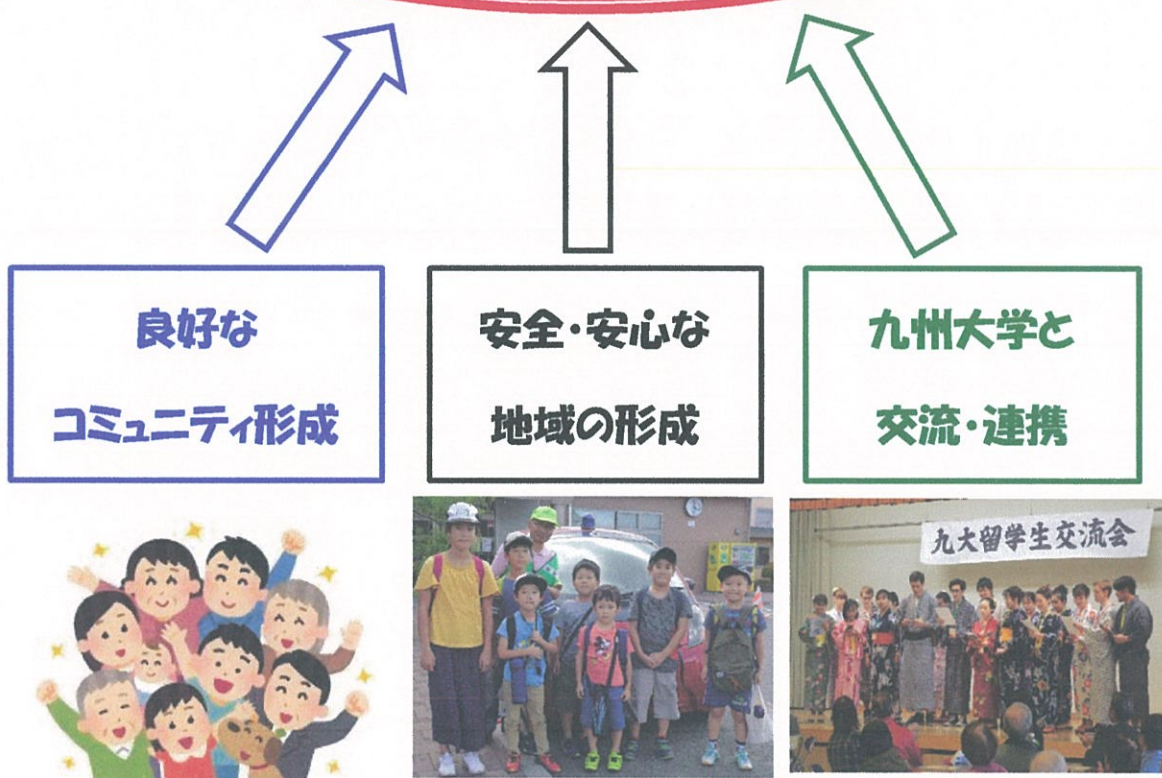 良好な
コミュニティ形成
安全・安心な
地域の形成
九州大学と
交流・連携
九大留学生交流会